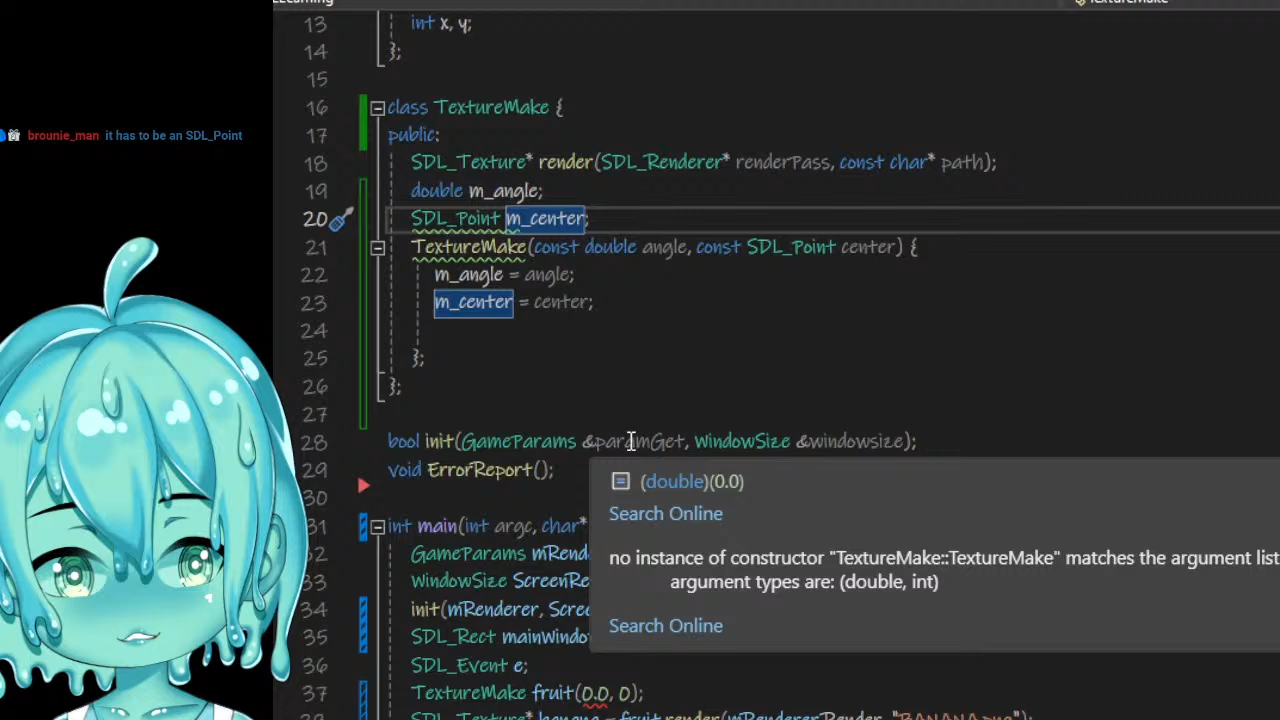 13 int x, y;
14 };
15
16 class TextureMake {
17 public:
18 SDL_Texture* render(SDL_Renderer* renderPass, const char* path);
19 double m_angle;
20 SDL_Point m_center;
21 TextureMake(const double angle, const SDL_Point center) {
22 m_angle = angle;
23 m_center = center;
24
25 };
26 };
27
28 bool init(GameParams &paramGet, WindowSize &windowsize);
29 void ErrorReport();
30
31 int main(int argc, char*
32 GameParams mRend
33 WindowSize ScreenRe
34 init(mRenderer, Scre
35 SDL_Rect mainWindo
36 SDL_Event e;
37 TextureMake fruit(0.0, 0);
brounie_man it has to be an SDL_Point
(double)(0.0)
Search Online
no instance of constructor "TextureMake::TextureMake" matches the argument list
argument types are: (double, int)
Search Online